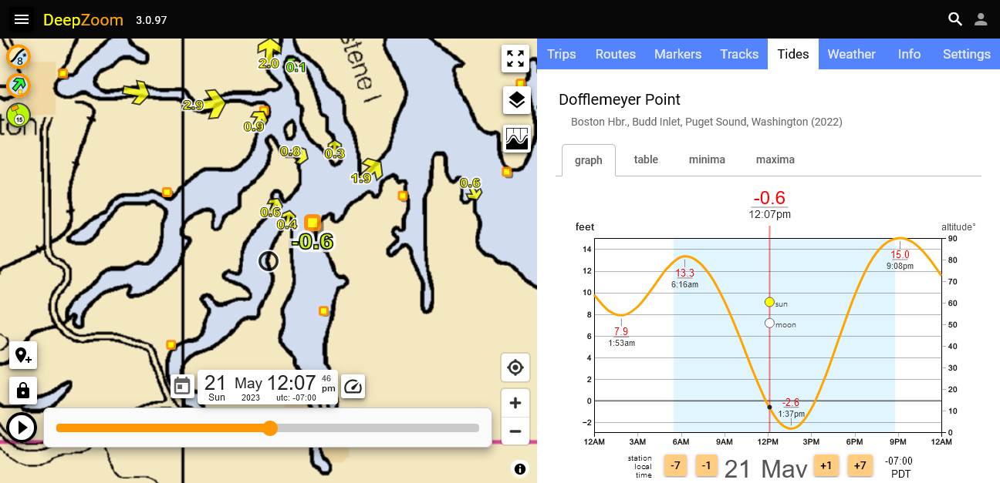 DeepZoom 3.0.97
Trips Routes Markers Tracks Tides Weather Info Settings
8
15
2.0
0.1
2.9
0.9
0.8
0.3
1.9
0.6
0.6
0.4
-0.6
Stene I
21 May 12:07 46 pm
Sun 2023 utc: -07:00
Dofflemeyer Point
Boston Hbr., Budd Inlet, Puget Sound, Washington (2022)
graph table minima maxima
-0.6
12:07pm
feet
altitude°
14
12
10
8
6
4
2
0
−2
90
80
70
60
50
40
30
20
10
0
15.0
9:08pm
13.3
6:16am
sun
moon
7.9
1:53am
-2.6
1:37pm
12AM 3AM 6AM 9AM 12PM 3PM 6PM 9PM 12AM
station
local
time
-7 -1 21 May +1 +7
-07:00
PDT